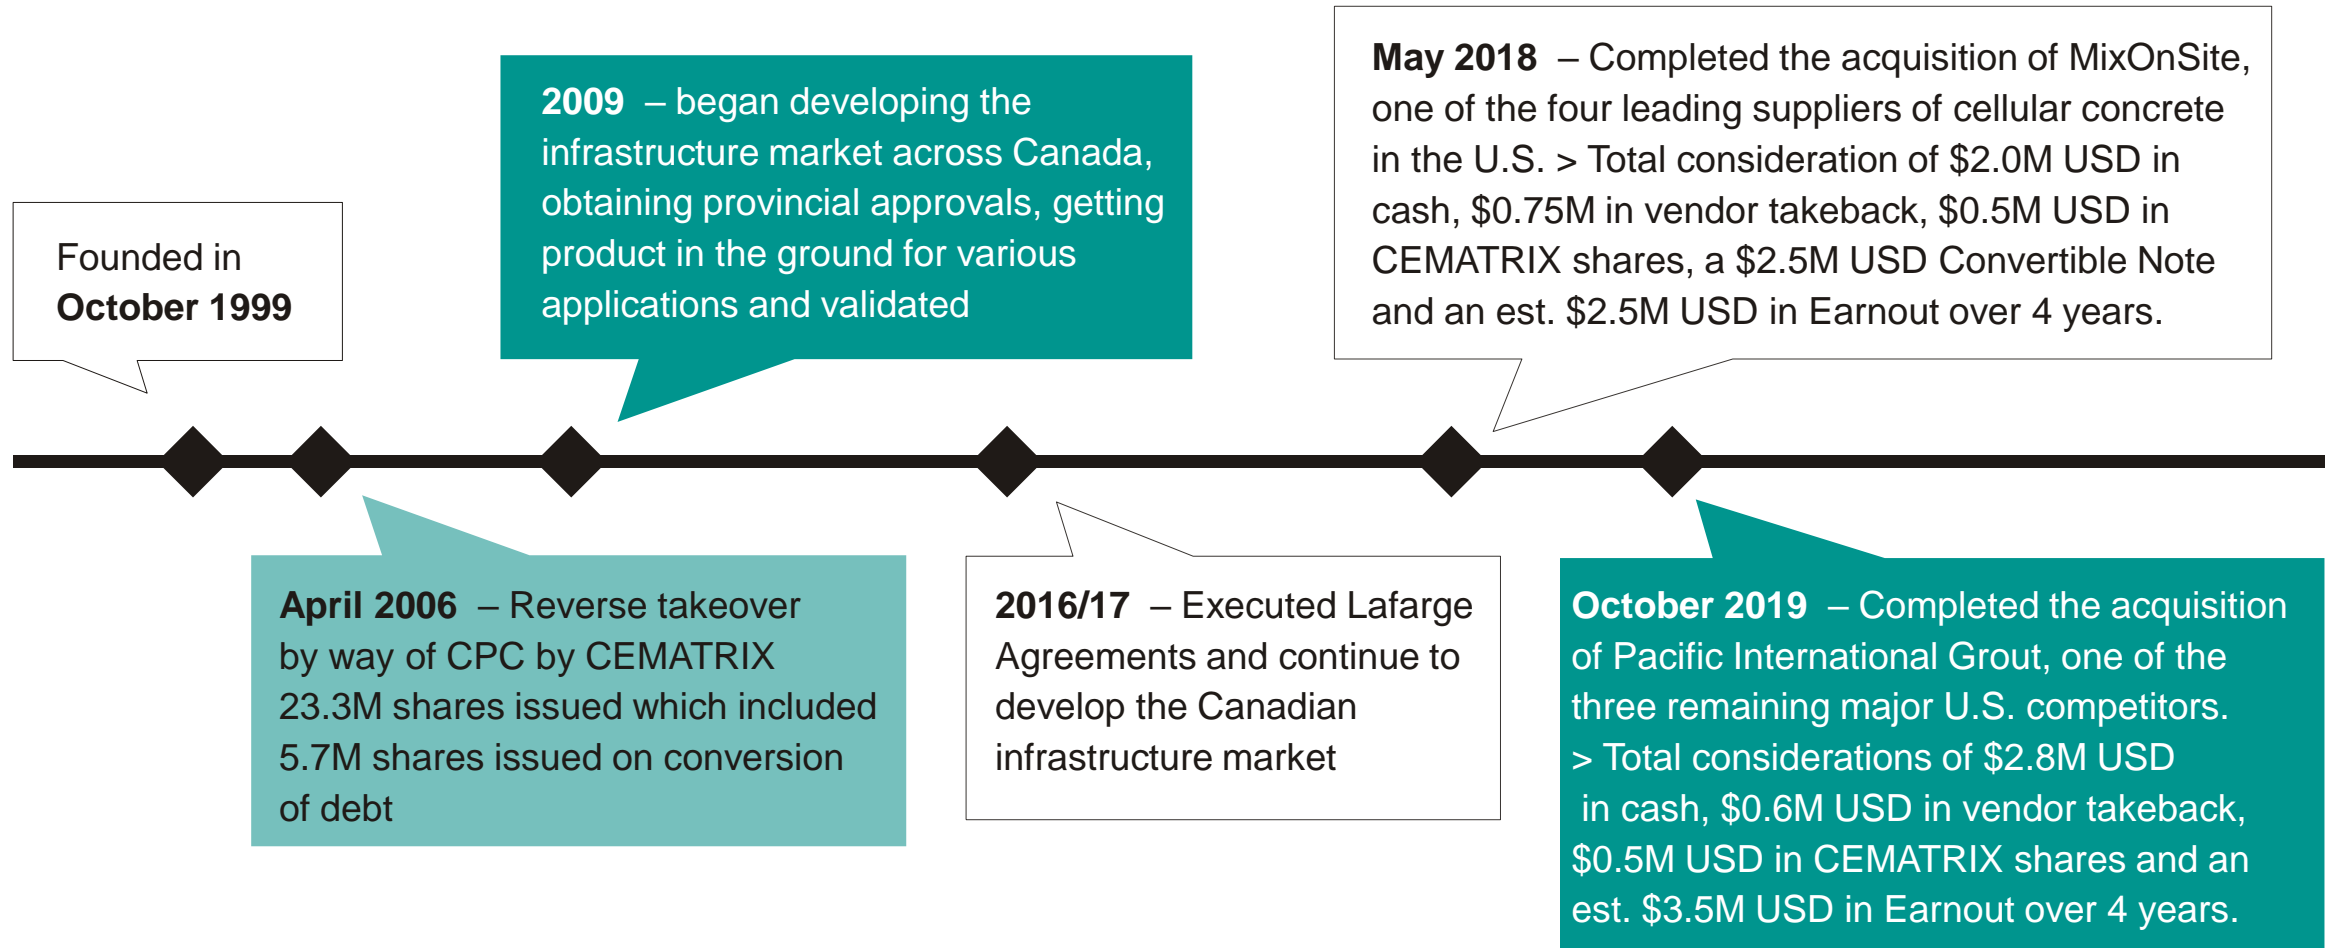 Founded in
October 1999
April 2006 – Reverse takeover
by way of CPC by CEMATRIX
23.3M shares issued which included
5.7M shares issued on conversion
of debt
2009 – began developing the
infrastructure market across Canada,
obtaining provincial approvals, getting
product in the ground for various
applications and validated
2016/17 – Executed Lafarge
Agreements and continue to
develop the Canadian
infrastructure market
May 2018 – Completed the acquisition of MixOnSite,
one of the four leading suppliers of cellular concrete
in the U.S. > Total consideration of $2.0M USD in
cash, $0.75M in vendor takeback, $0.5M USD in
CEMATRIX shares, a $2.5M USD Convertible Note
and an est. $2.5M USD in Earnout over 4 years.
October 2019 – Completed the acquisition
of Pacific International Grout, one of the
three remaining major U.S. competitors.
> Total considerations of $2.8M USD
in cash, $0.6M USD in vendor takeback,
$0.5M USD in CEMATRIX shares and an
est. $3.5M USD in Earnout over 4 years.